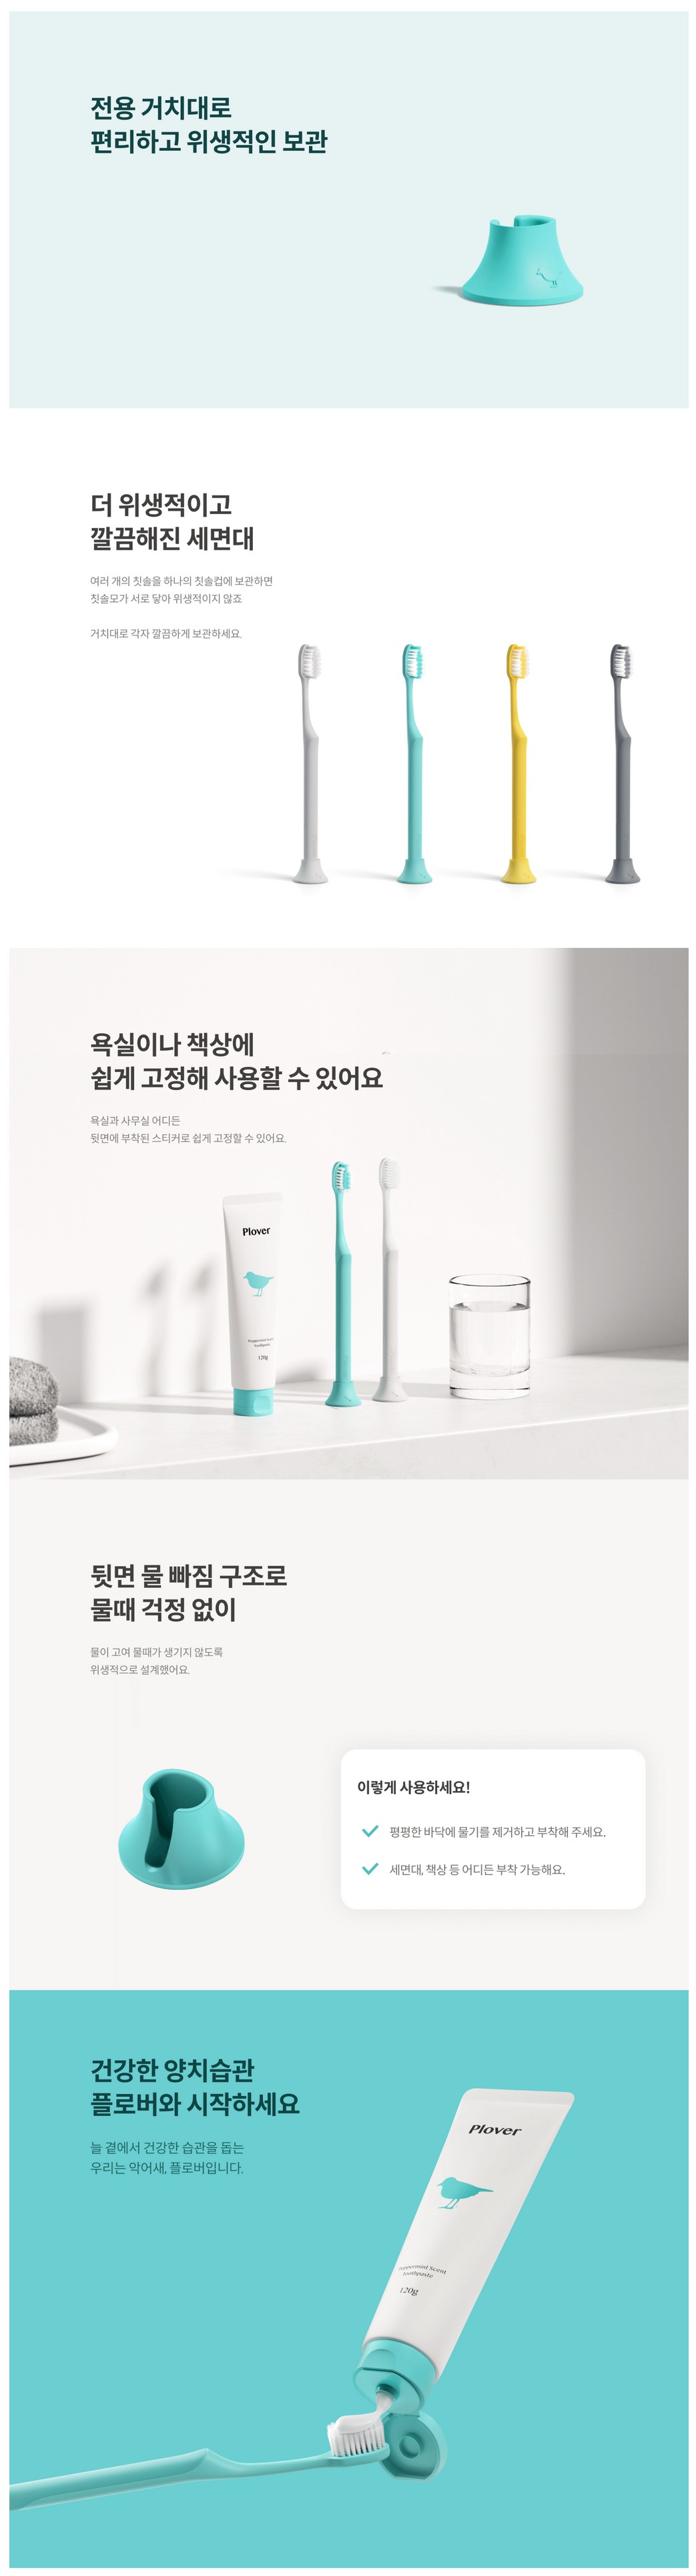 전용 거치대로
편리하고 위생적인 보관
더 위생적이고
깔끔해진 세면대
여러 개의 칫솔을 하나의 칫솔컵에 보관하면
칫솔모가 서로 닿아 위생적이지 않죠
거치대로 각자 깔끔하게 보관하세요.
욕실이나 책상에
쉽게 고정해 사용할 수 있어요
욕실과 사무실 어디든
뒷면에 부착된 스티커로 쉽게 고정할 수 있어요.
Plover
Peppermint Scent
Toothpaste
120g
뒷면 물 빠짐 구조로
물때 걱정 없이
물이 고여 물때가 생기지 않도록
위생적으로 설계했어요.
이렇게 사용하세요!
평평한 바닥에 물기를 제거하고 부착해 주세요.
세면대, 책상 등 어디든 부착 가능해요.
건강한 양치습관
플로버와 시작하세요
늘 곁에서 건강한 습관을 돕는
우리는 악어새, 플로버입니다.
Plover
Peppermint Scent
Toothpaste
120g